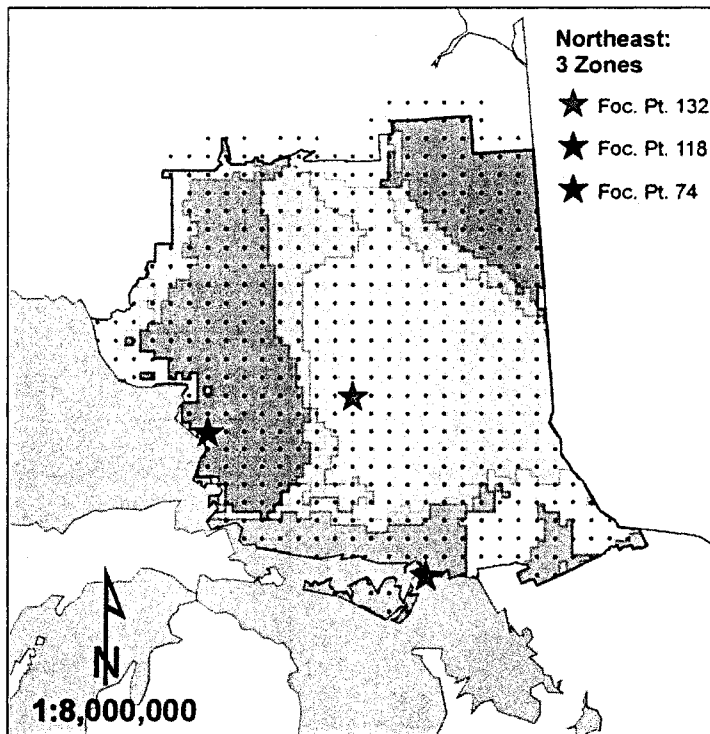 Northeast:
3 Zones
Foc. Pt. 132
Foc. Pt. 118
Foc. Pt. 74
N
1:8,000,000